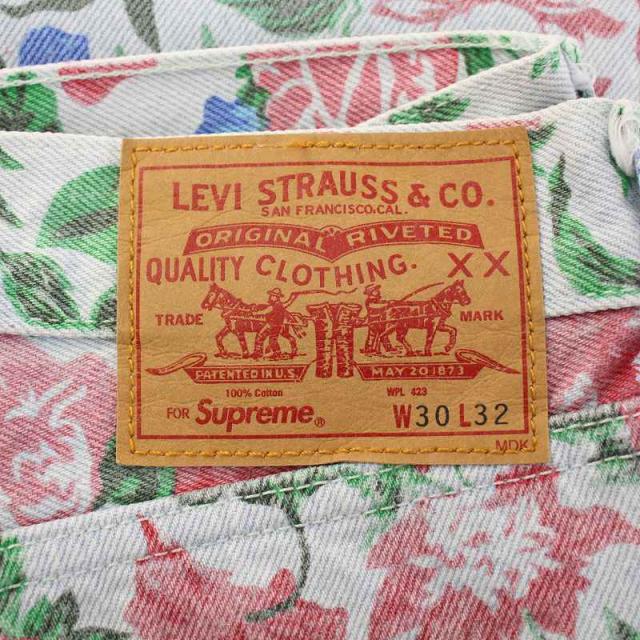 LEVI STRAUSS & CO.
SAN FRANCISCO, CAL.
ORIGINAL RIVETED
QUALITY CLOTHING. XX
TRADE MARK
PATENTED IN U.S. MAY 20 1873
100% Cotton WPL 423
FOR Supreme® W30 L32
MDK